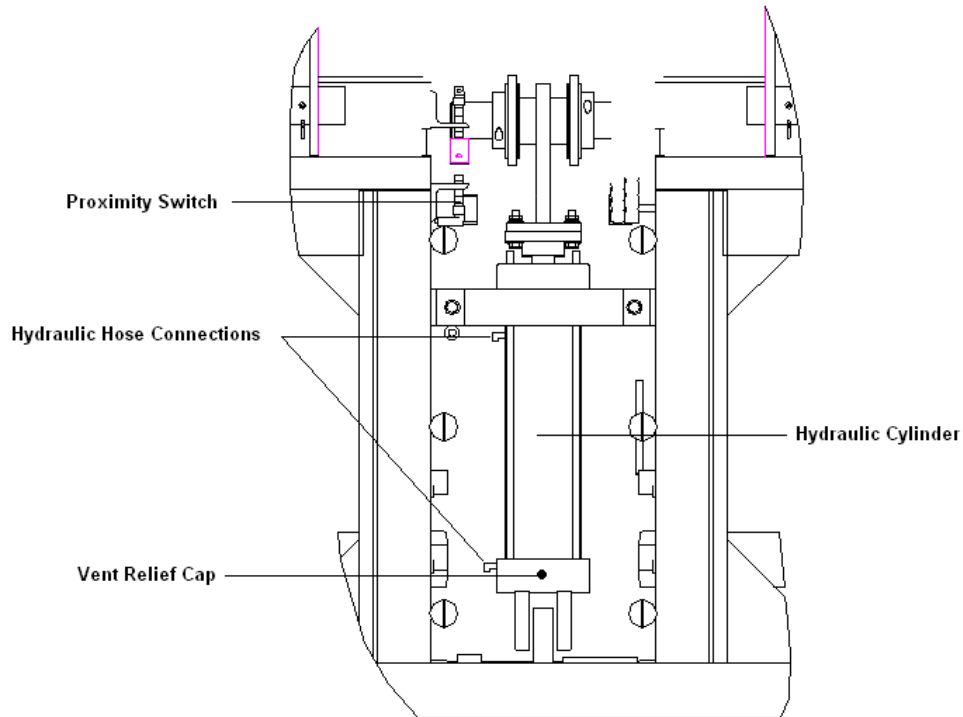 Proximity Switch
Hydraulic Hose Connections
Hydraulic Cylinder
Vent Relief Cap